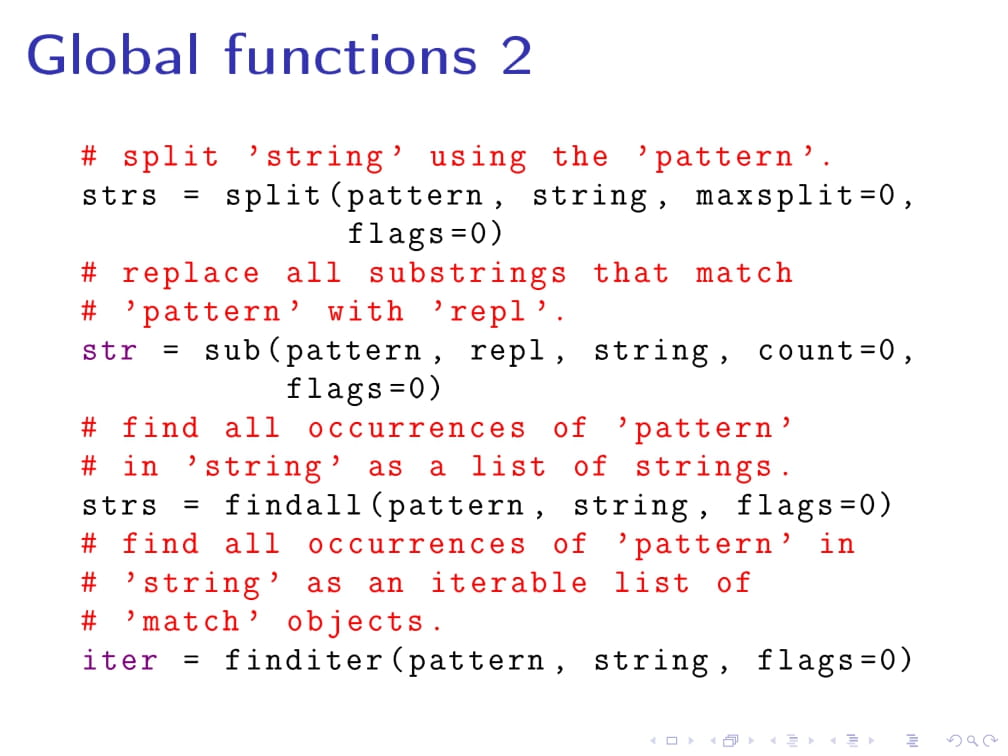 Global functions 2
# split 'string' using the 'pattern'.
strs = split(pattern, string, maxsplit=0,
flags=0)
# replace all substrings that match
# 'pattern' with 'repl'.
str = sub(pattern, repl, string, count=0,
flags=0)
# find all occurrences of 'pattern'
# in 'string' as a list of strings.
strs = findall(pattern, string, flags=0)
# find all occurrences of 'pattern' in
# 'string' as an iterable list of
# 'match' objects.
iter = finditer(pattern, string, flags=0)